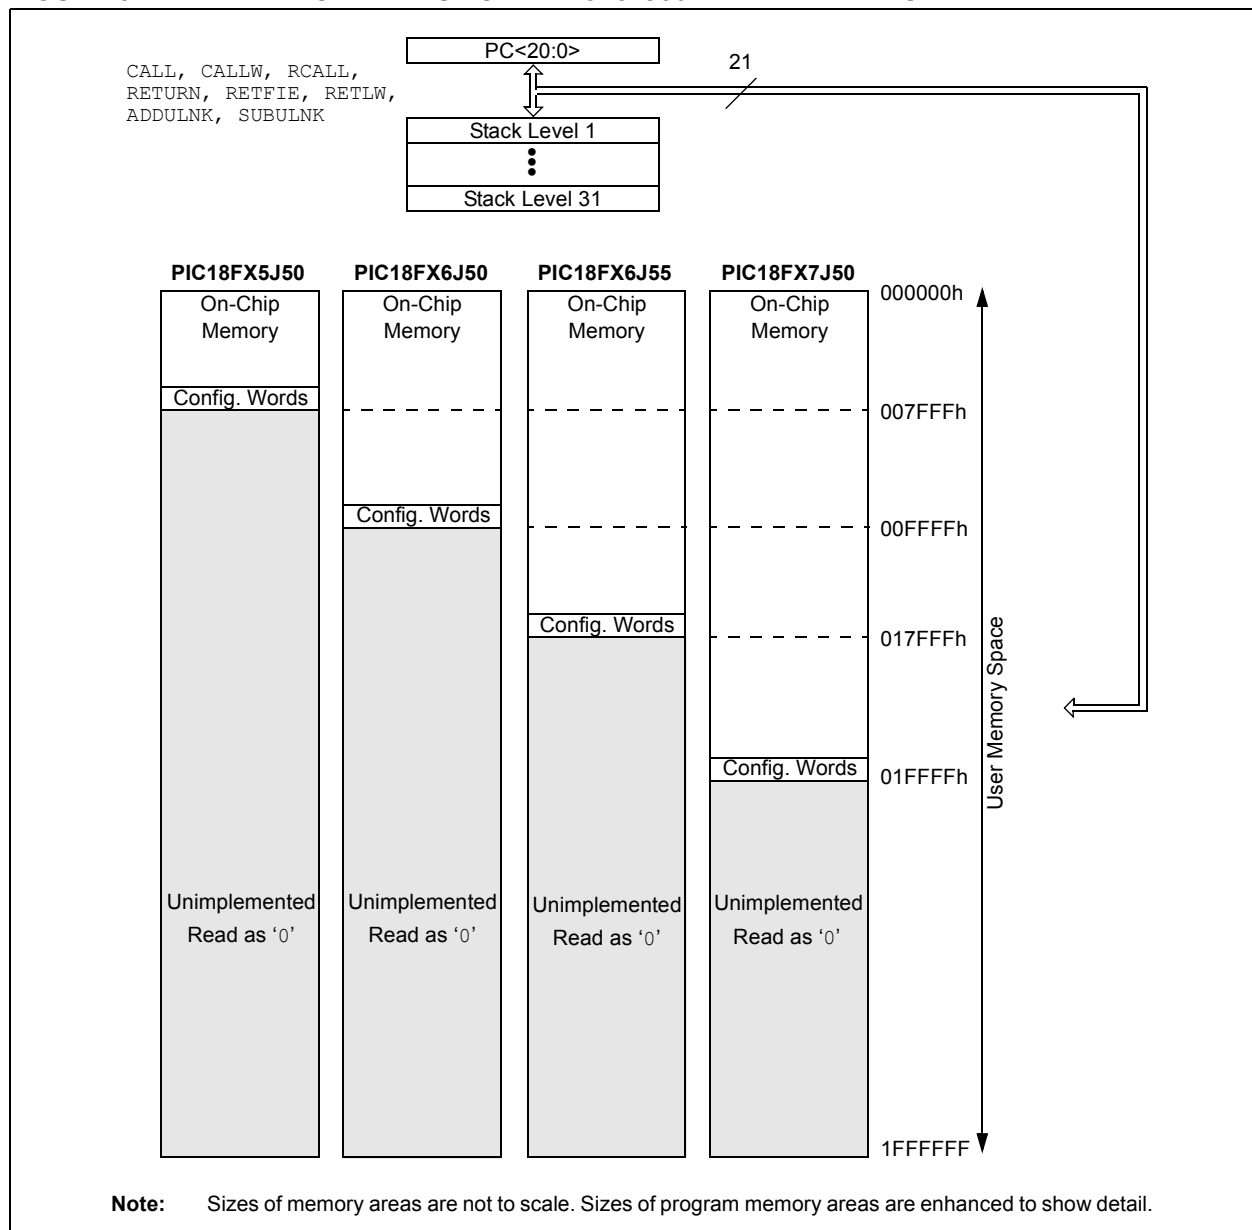 PC<20:0>
21
CALL, CALLW, RCALL,
RETURN, RETFIE, RETLW,
ADDULNK, SUBULNK
Stack Level 1
Stack Level 31
PIC18FX5J50 PIC18FX6J50 PIC18FX6J55 PIC18FX7J50
On-Chip
Memory
On-Chip
Memory
On-Chip
Memory
On-Chip
Memory
000000h
Config. Words
007FFFh
Config. Words
00FFFFh
Config. Words
017FFFh
Config. Words
01FFFFh
User Memory Space
Unimplemented
Read as ‘0’
Unimplemented
Read as ‘0’
Unimplemented
Read as ‘0’
Unimplemented
Read as ‘0’
1FFFFFF
Note: Sizes of memory areas are not to scale. Sizes of program memory areas are enhanced to show detail.